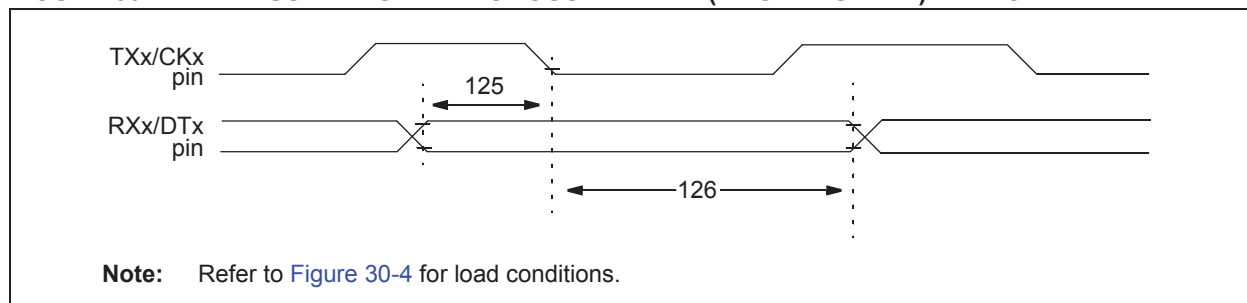 TXx/CKx
pin
125
RXx/DTx
pin
126
Note: Refer to Figure 30-4 for load conditions.